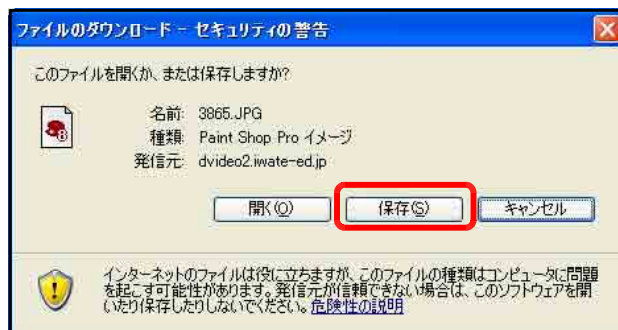 ファイルのダウンロード - セキュリティの警告
このファイルを開くか、または保存しますか?
名前: 3865.JPG
種類: Paint Shop Pro イメージ
発信元: dvideo2.iwate-ed.jp
開く(O) 保存(S) キャンセル
インターネットのファイルは役に立ちますが、このファイルの種類はコンピュータに問題
を起こす可能性があります。発信元が信頼できない場合は、このソフトウェアを開
いたり保存したりしないでください。危険性の説明